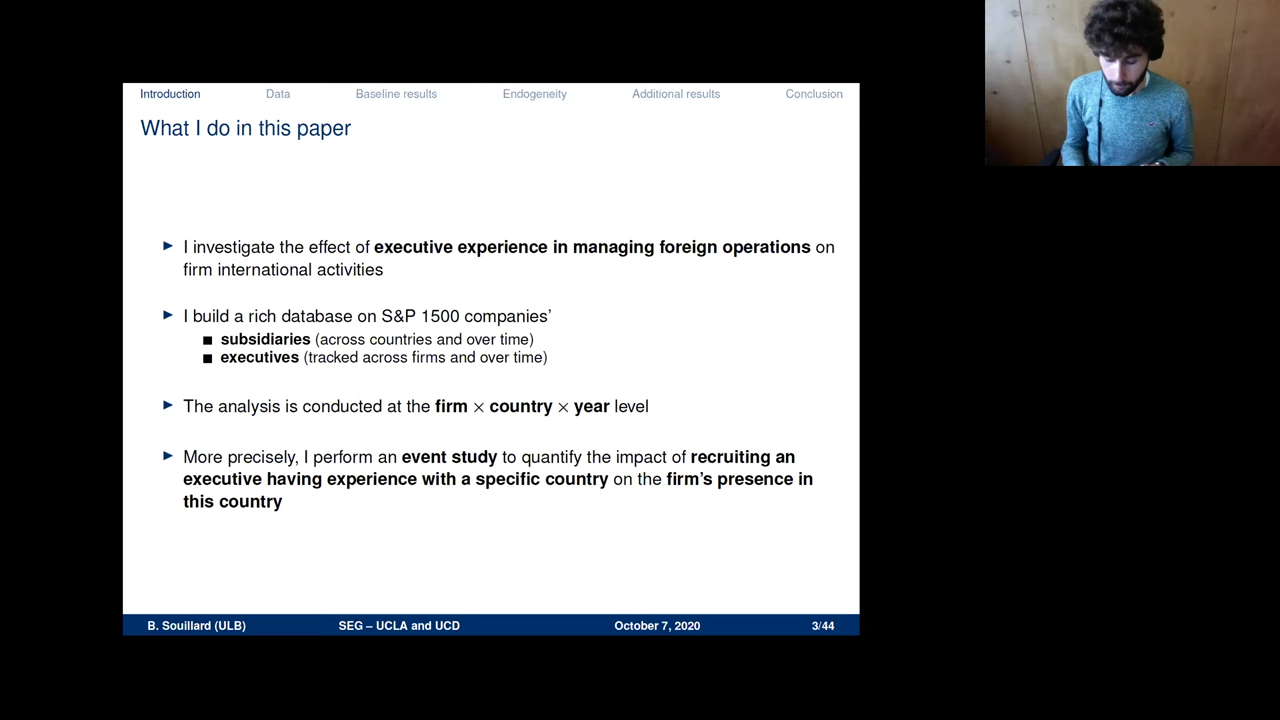 Introduction Data Baseline results Endogeneity Additional results Conclusion
What I do in this paper
I investigate the effect of executive experience in managing foreign operations on
firm international activities
I build a rich database on S&P 1500 companies’
subsidiaries (across countries and over time)
executives (tracked across firms and over time)
The analysis is conducted at the firm × country × year level
More precisely, I perform an event study to quantify the impact of recruiting an
executive having experience with a specific country on the firm’s presence in
this country
B. Souillard (ULB) SEG – UCLA and UCD October 7, 2020 3/44